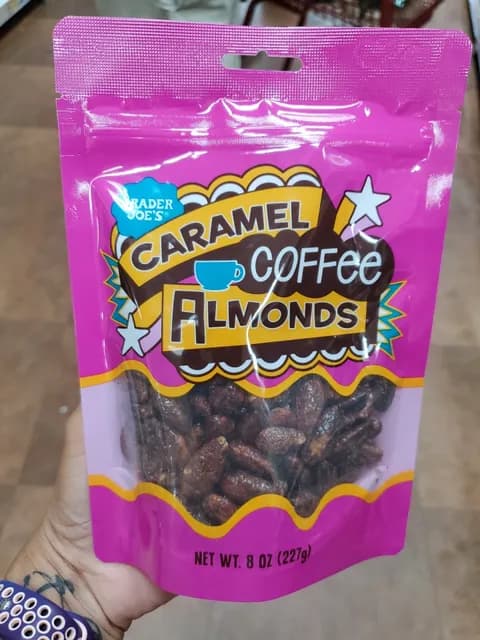 TRADER
JOE'S®
CARAMEL
COFFee
ALMONDS
NET WT. 8 OZ (227g)